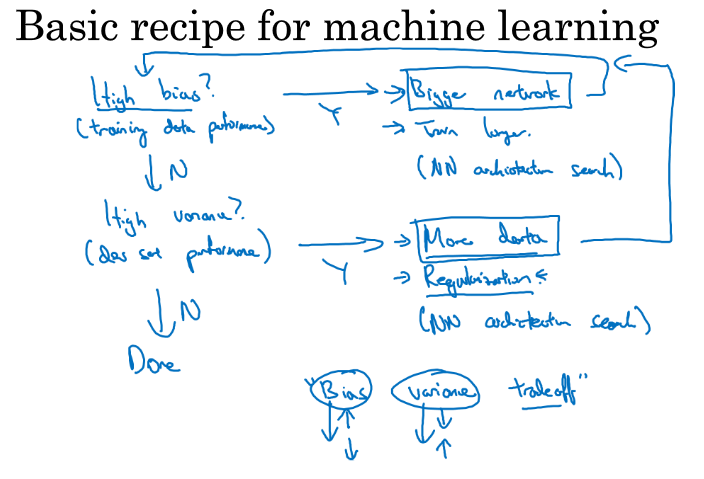 Basic recipe for machine learning
High bias?
(training data performance)
Y
→ Bigger network
→ Train longer.
(NN architecture search)
N
High variance?
(dev set performance)
Y
→ More data
→ Regularization
(NN architecture search)
N
Done
"Bias variance tradeoff"